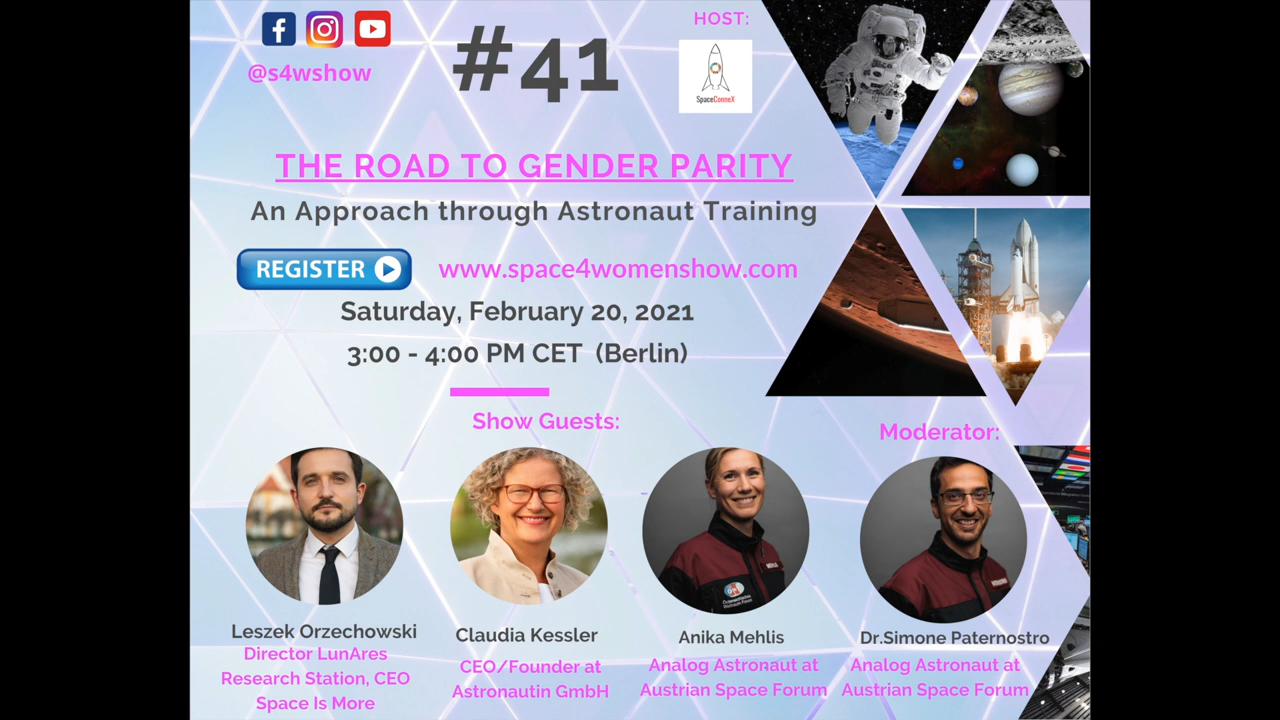 @s4wshow
#41
HOST:
SpaceConneX
THE ROAD TO GENDER PARITY
An Approach through Astronaut Training
REGISTER
www.space4womenshow.com
Saturday, February 20, 2021
3:00 - 4:00 PM CET (Berlin)
Show Guests:
Moderator:
Leszek Orzechowski
Director LunAres
Research Station, CEO
Space Is More
Claudia Kessler
CEO/Founder at
Astronautin GmbH
Anika Mehlis
Analog Astronaut at
Austrian Space Forum
Dr.Simone Paternostro
Analog Astronaut at
Austrian Space Forum